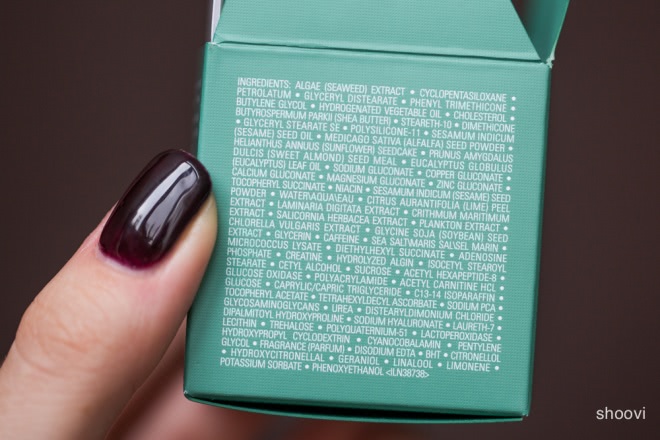 INGREDIENTS: ALGAE (SEAWEED) EXTRACT • CYCLOPENTASILOXANE •
PETROLATUM • GLYCERYL DISTEARATE • PHENYL TRIMETHICONE •
BUTYLENE GLYCOL • HYDROGENATED VEGETABLE OIL • CHOLESTEROL •
BUTYROSPERMUM PARKII (SHEA BUTTER) • STEARETH-10 • DIMETHICONE
• GLYCERYL STEARATE SE • POLYSILICONE-11 • SESAMUM INDICUM
(SESAME) SEED OIL • MEDICAGO SATIVA (ALFALFA) SEED POWDER •
HELIANTHUS ANNUUS (SUNFLOWER) SEEDCAKE • PRUNUS AMYGDALUS
DULCIS (SWEET ALMOND) SEED MEAL • EUCALYPTUS GLOBULUS
(EUCALYPTUS) LEAF OIL • SODIUM GLUCONATE • COPPER GLUCONATE •
CALCIUM GLUCONATE • MAGNESIUM GLUCONATE • ZINC GLUCONATE •
TOCOPHERYL SUCCINATE • NIACIN • SESAMUM INDICUM (SESAME) SEED
POWDER • WATER\AQUA\EAU • CITRUS AURANTIFOLIA (LIME) PEEL
EXTRACT • LAMINARIA DIGITATA EXTRACT • CRITHMUM MARITIMUM
EXTRACT • SALICORNIA HERBACEA EXTRACT • PLANKTON EXTRACT •
CHLORELLA VULGARIS EXTRACT • GLYCINE SOJA (SOYBEAN) SEED
EXTRACT • GLYCERIN • CAFFEINE • SEA SALT\MARIS SAL\SEL MARIN •
MICROCOCCUS LYSATE • DIETHYLHEXYL SUCCINATE • ADENOSINE
PHOSPHATE • CREATINE • HYDROLYZED ALGIN • ISOCETYL STEAROYL
STEARATE • CETYL ALCOHOL • SUCROSE • ACETYL HEXAPEPTIDE-8 •
GLUCOSE OXIDASE • POLYACRYLAMIDE • ACETYL CARNITINE HCL •
GLUCOSE • CAPRYLIC/CAPRIC TRIGLYCERIDE • C13-14 ISOPARAFFIN •
TOCOPHERYL ACETATE • TETRAHEXYLDECYL ASCORBATE • SODIUM PCA •
GLYCOSAMINOGLYCANS • UREA • DISTEARYLDIMONIUM CHLORIDE •
DIPALMITOYL HYDROXYPROLINE • SODIUM HYALURONATE • LAURETH-7 •
LECITHIN • TREHALOSE • POLYQUATERNIUM-51 • LACTOPEROXIDASE •
HYDROXYPROPYL CYCLODEXTRIN • CYANOCOBALAMIN • PENTYLENE
GLYCOL • FRAGRANCE (PARFUM) • DISODIUM EDTA • BHT • CITRONELLOL
• HYDROXYCITRONELLAL • GERANIOL • LINALOOL • LIMONENE •
POTASSIUM SORBATE • PHENOXYETHANOL <ILN38738>
shoovi